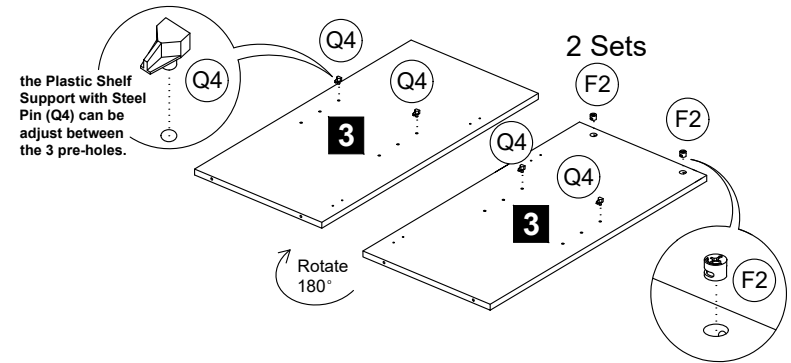 Q4
2 Sets
Q4
F2
the Plastic Shelf
Support with Steel
Pin (Q4) can be
adjust between
the 3 pre-holes.
Q4
F2
3
Q4
Q4
3
Rotate
180°
F2